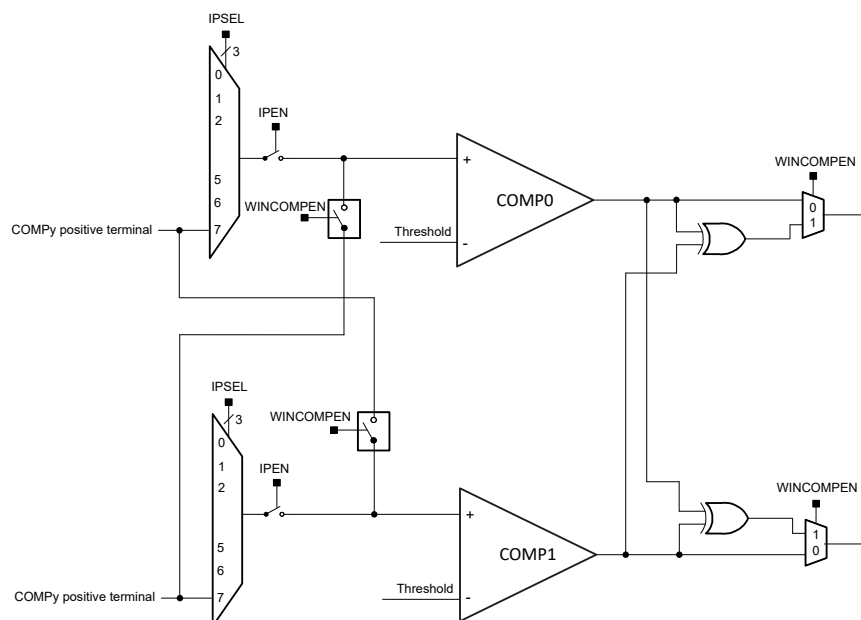 IPSEL
3
0
1
2
IPEN
WINCOMPEN
+
COMP0
0
1
5
6
WINCOMPEN
COMPy positive terminal
7
Threshold
-
IPSEL
3
WINCOMPEN
0
1
2
IPEN
WINCOMPEN
+
1
0
COMP1
5
6
Threshold
-
COMPy positive terminal
7